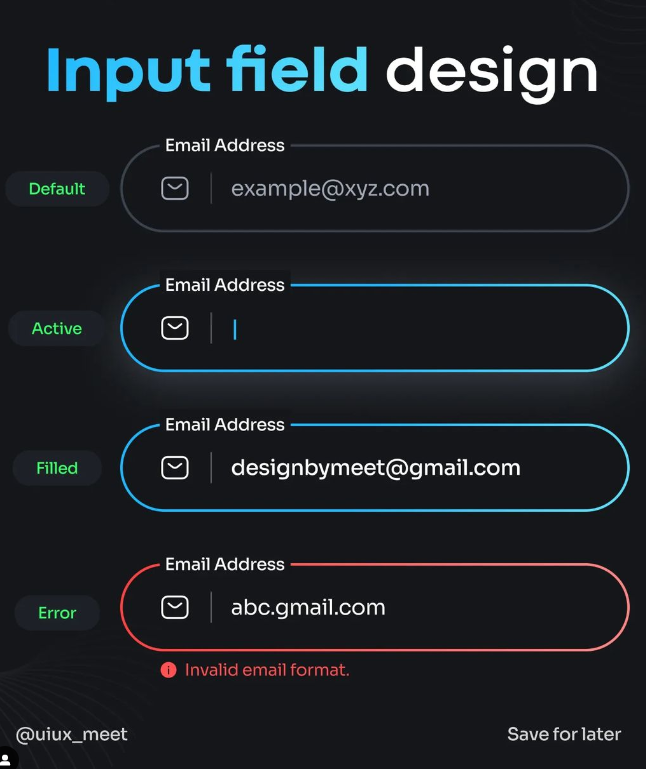 Input field design
Email Address
Default
example@xyz.com
Email Address
Active
Email Address
Filled
designbymeet@gmail.com
Email Address
Error
abc.gmail.com
Invalid email format.
@uiux_meet
Save for later